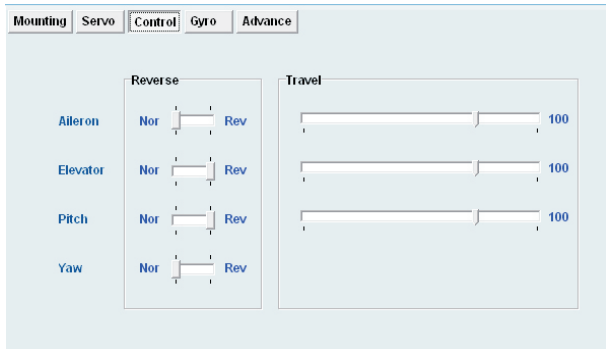 Mounting Servo Control Gyro Advance
Reverse Travel
Aileron Nor Rev 100
Elevator Nor Rev 100
Pitch Nor Rev 100
Yaw Nor Rev